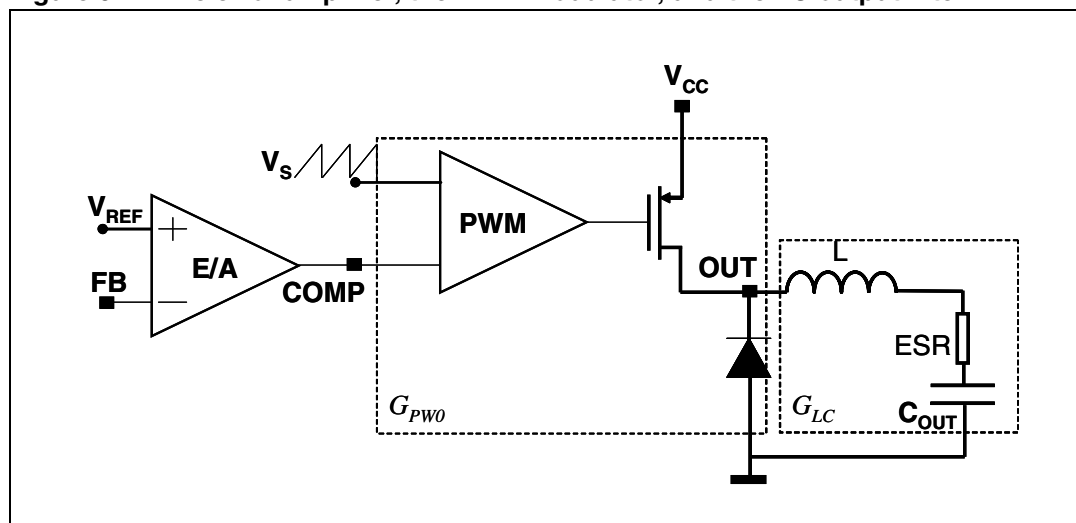 V_CC
V_S
V_REF
+
PWM
E/A
FB
−
COMP
OUT
L
ESR
G_PW0
G_LC
C_OUT